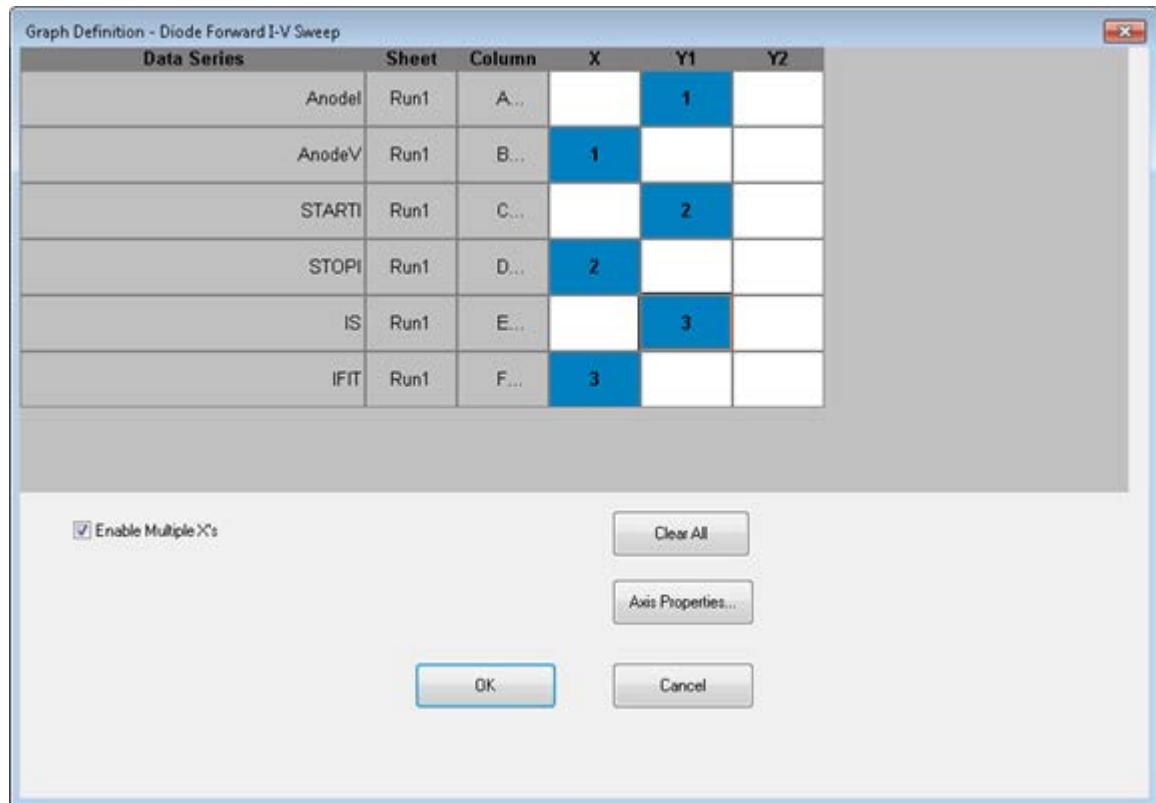 Graph Definition - Diode Forward I-V Sweep
Data Series Sheet Column X Y1 Y2
AnodeI Run1 A... 1
AnodeV Run1 B... 1
STARTI Run1 C... 2
STOPI Run1 D... 2
IS Run1 E... 3
IFIT Run1 F... 3
Enable Multiple X's
Clear All
Axis Properties...
OK Cancel